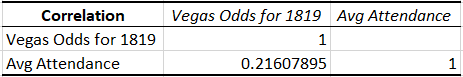 Correlation Vegas Odds for 1819 Avg Attendance
Vegas Odds for 1819 1
Avg Attendance 0.21607895 1